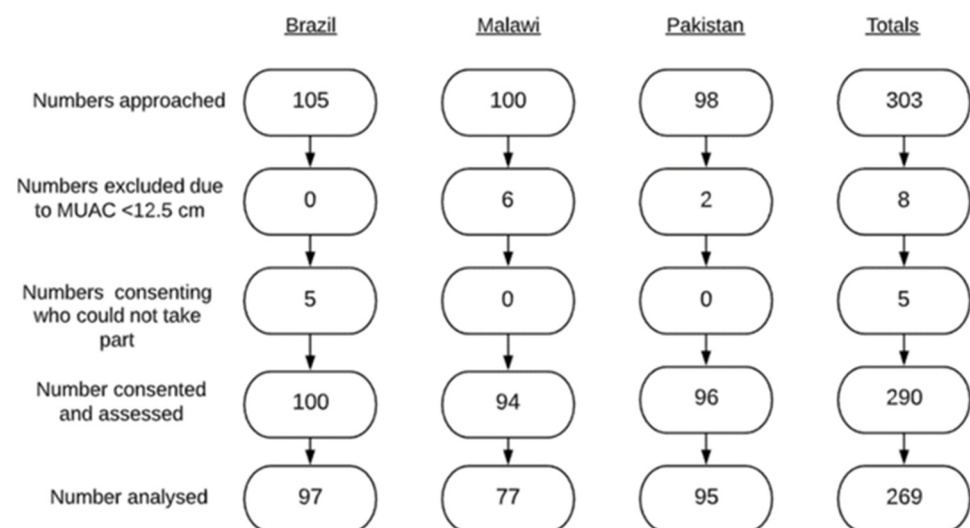 Brazil Malawi Pakistan Totals
Numbers approached 105 100 98 303
Numbers excluded due
to MUAC <12.5 cm 0 6 2 8
Numbers consenting
who could not take
part 5 0 0 5
Number consented
and assessed 100 94 96 290
Number analysed 97 77 95 269